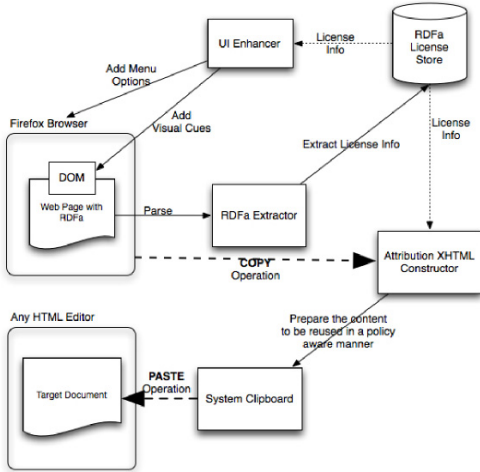 UI Enhancer
License
Info
RDFa
License
Store
Add Menu
Options
Add
Visual Cues
Firefox Browser
DOM
Web Page with
RDFa
Parse
RDFa Extractor
Extract License Info
License
Info
COPY
Operation
Attribution XHTML
Constructor
Any HTML Editor
Prepare the content
to be reused in a policy
aware manner
Target Document
PASTE
Operation
System Clipboard